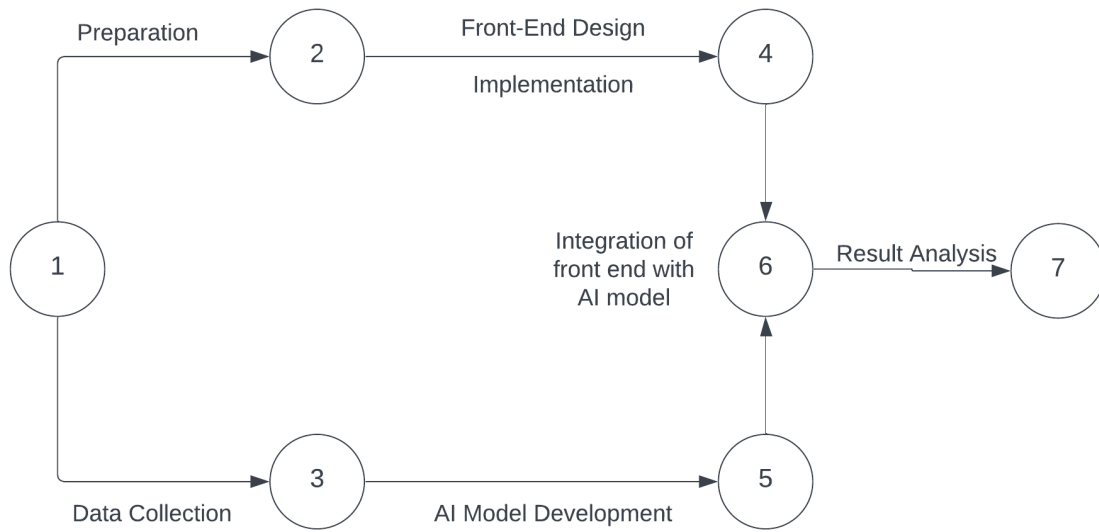 Preparation
2
Front-End Design
Implementation
4
1
Integration of
front end with
AI model
6
Result Analysis
7
3
5
Data Collection
AI Model Development